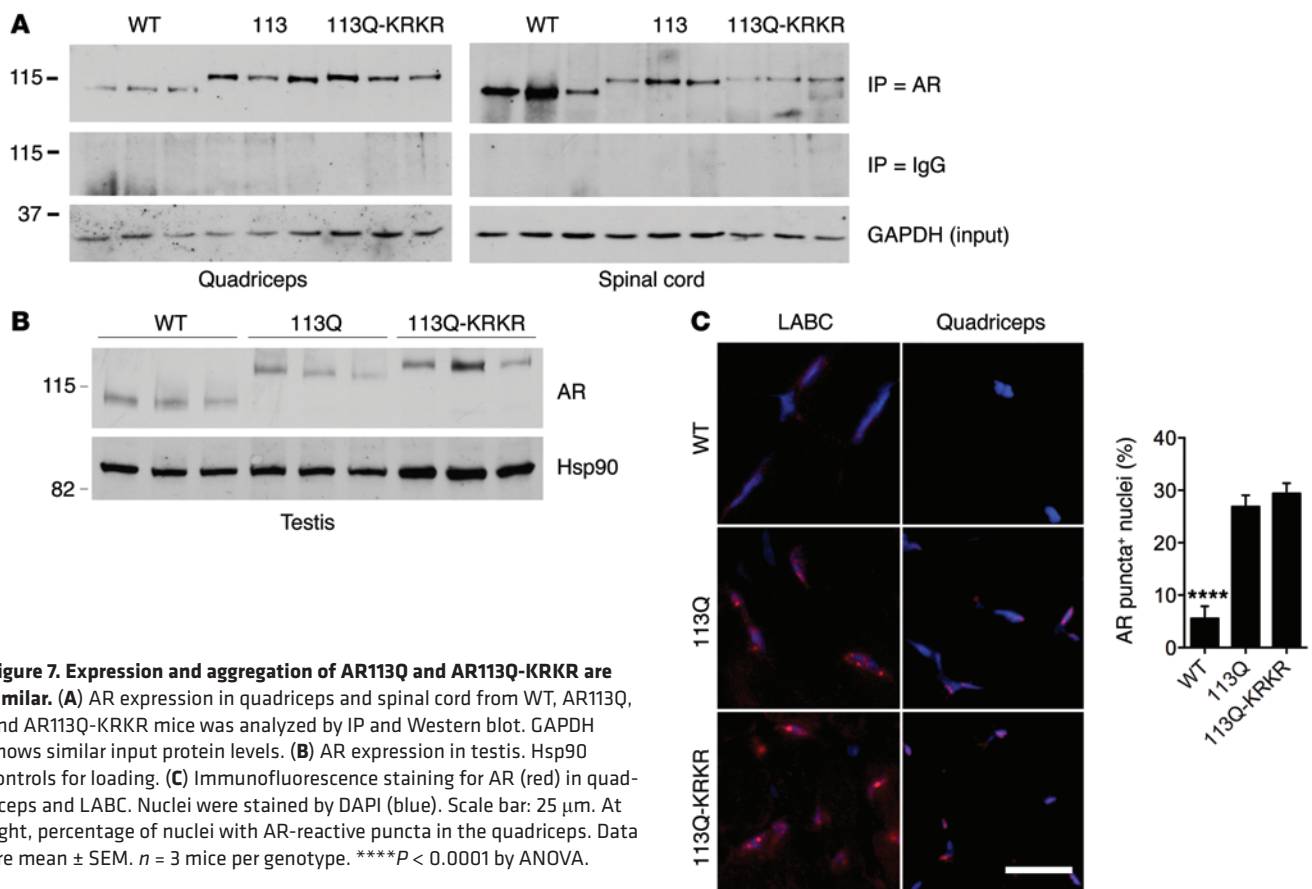 A
WT 113 113Q-KRKR WT 113 113Q-KRKR
115
IP = AR
115
IP = IgG
37
GAPDH (input)
Quadriceps Spinal cord
B
WT 113Q 113Q-KRKR
115
AR
Hsp90
82
Testis
C
LABC Quadriceps
WT
113Q
113Q-KRKR
AR puncta⁺ nuclei (%)
40
30
20
10
0
****
WT
113Q
113Q-KRKR
igure 7. Expression and aggregation of AR113Q and AR113Q-KRKR are
imilar. (A) AR expression in quadriceps and spinal cord from WT, AR113Q,
nd AR113Q-KRKR mice was analyzed by IP and Western blot. GAPDH
hows similar input protein levels. (B) AR expression in testis. Hsp90
ontrols for loading. (C) Immunofluorescence staining for AR (red) in quad-
iceps and LABC. Nuclei were stained by DAPI (blue). Scale bar: 25 μm. At
ight, percentage of nuclei with AR-reactive puncta in the quadriceps. Data
re mean ± SEM. n = 3 mice per genotype. ****P < 0.0001 by ANOVA.